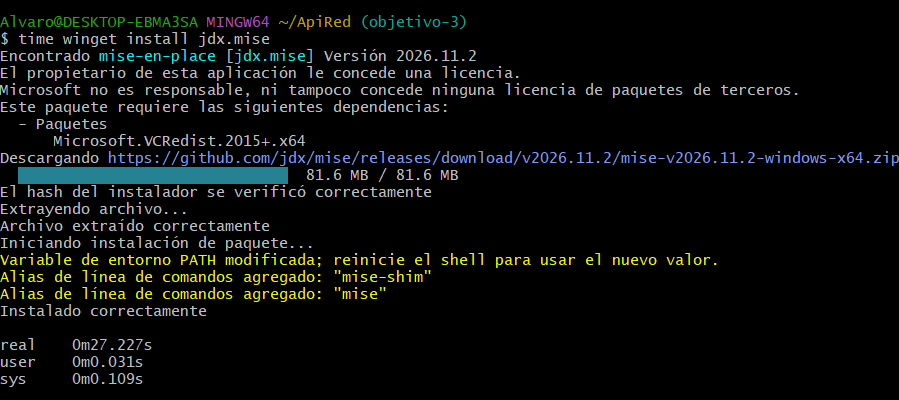 Alvaro@DESKTOP-EBMA3SA MINGW64 ~/ApiRed (objetivo-3)
$ time winget install jdx.mise
Encontrado mise-en-place [jdx.mise] Versión 2026.11.2
El propietario de esta aplicación le concede una licencia.
Microsoft no es responsable, ni tampoco concede ninguna licencia de paquetes de terceros.
Este paquete requiere las siguientes dependencias:
  - Paquetes
      Microsoft.VCRedist.2015+.x64
Descargando https://github.com/jdx/mise/releases/download/v2026.11.2/mise-v2026.11.2-windows-x64.zip
81.6 MB / 81.6 MB
El hash del instalador se verificó correctamente
Extrayendo archivo...
Archivo extraído correctamente
Iniciando instalación de paquete...
Variable de entorno PATH modificada; reinicie el shell para usar el nuevo valor.
Alias de línea de comandos agregado: "mise-shim"
Alias de línea de comandos agregado: "mise"
Instalado correctamente
real    0m27.227s
user    0m0.031s
sys     0m0.109s